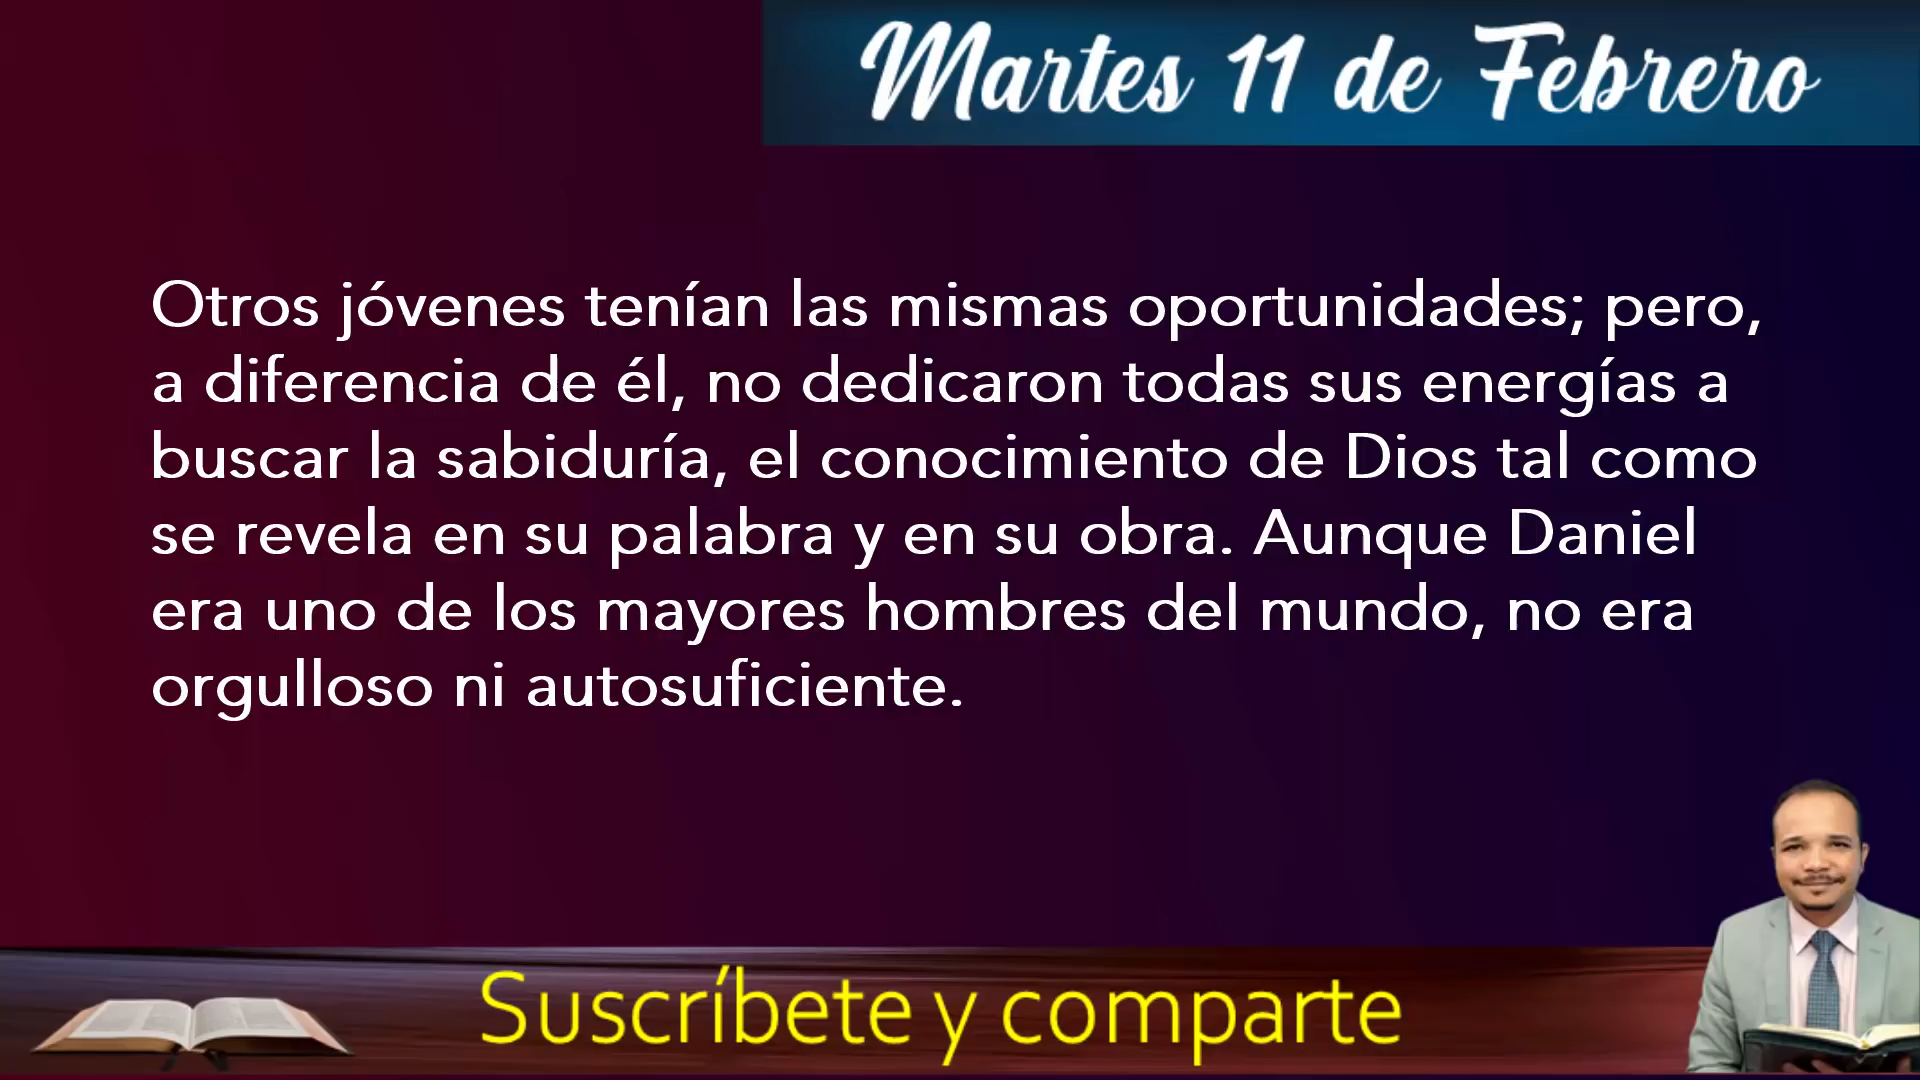 Martes 11 de Febrero
Otros jóvenes tenían las mismas oportunidades; pero,
a diferencia de él, no dedicaron todas sus energías a
buscar la sabiduría, el conocimiento de Dios tal como
se revela en su palabra y en su obra. Aunque Daniel
era uno de los mayores hombres del mundo, no era
orgulloso ni autosuficiente.
Suscríbete y comparte